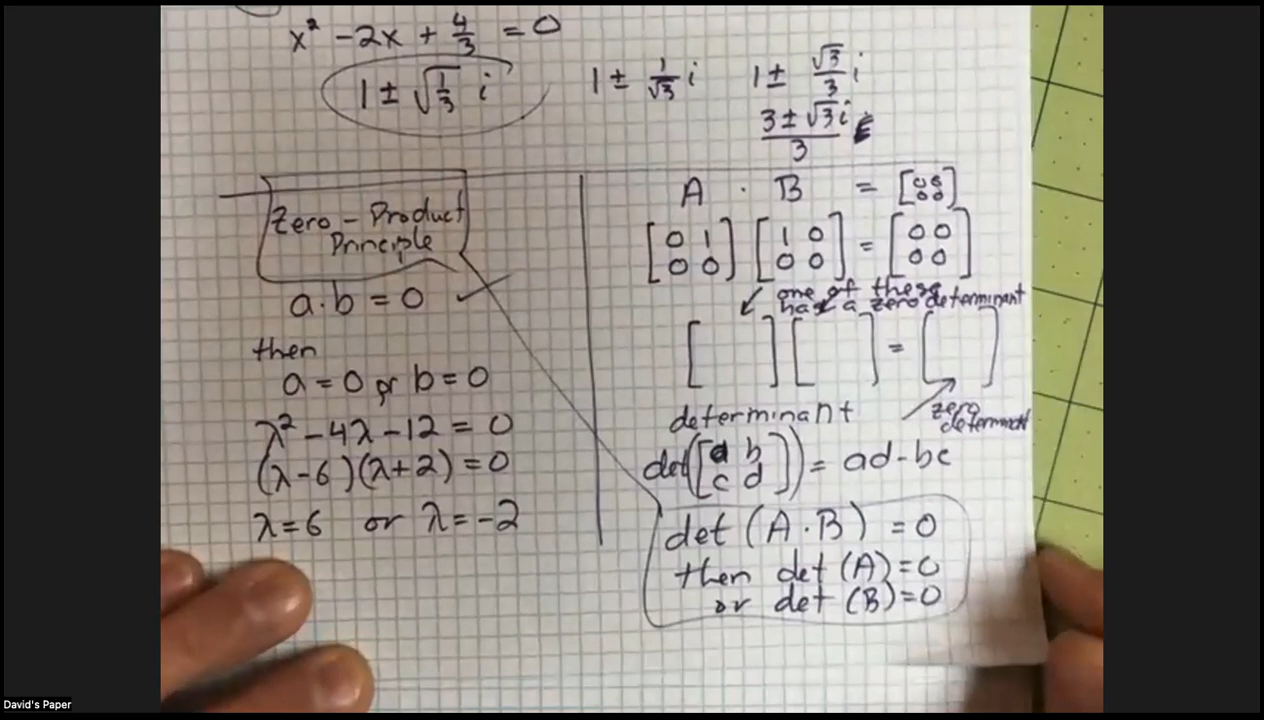 x² - 2x + 4/3 = 0
1 ± √(1/3) i
1 ± 1/√3 i
1 ± √3/3 i
(3 ± √3 i)/3
Zero - Product
Principle
a·b = 0 ✓
then
a = 0 or b = 0
λ² - 4λ - 12 = 0
(λ - 6)(λ + 2) = 0
λ = 6 or λ = -2
A · B = [0 0; 0 0]
[0 1; 0 0] [1 0; 0 0] = [0 0; 0 0]
one of these
has a zero determinant
[ ] [ ] = [ ]
zero
determinant
determinant
det([a b; c d]) = ad - bc
det (A·B) = 0
then det (A) = 0
or det (B) = 0
David's Paper